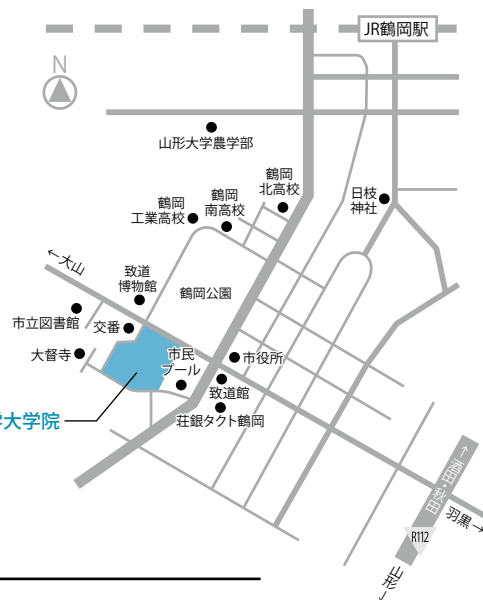 JR鶴岡駅
N
山形大学農学部
鶴岡
北高校
鶴岡
南高校
鶴岡
工業高校
日枝
神社
←大山
致道
博物館
鶴岡公園
市立図書館
交番
大督寺
市民
プール
市役所
致道館
荘銀タクト鶴岡
大学院
←酒田・秋田
羽黒→
R112
山形